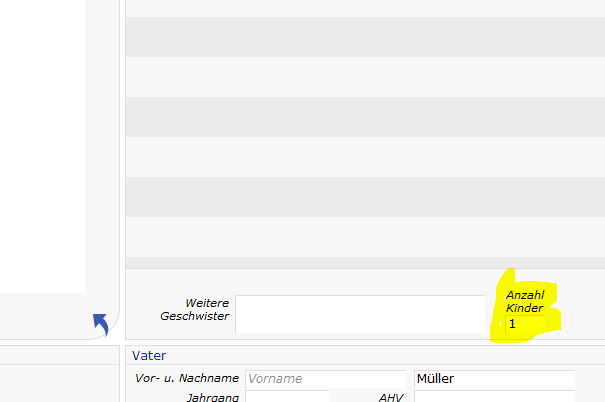 Weitere
Geschwister
Anzahl
Kinder
1
Vater
Vor- u. Nachname Vorname Müller
Jahrgang AHV